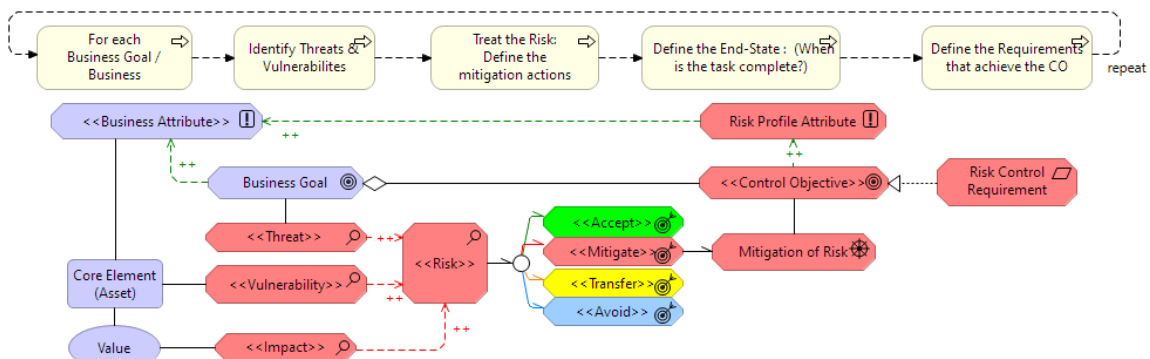 For each
Business Goal /
Business
Identify Threats &
Vulnerabilites
Treat the Risk:
Define the
mitigation actions
Define the End-State : (When
is the task complete?)
Define the Requirements
that achieve the CO
repeat
<<Business Attribute>>
++
Risk Profile Attribute
++
Business Goal
++
<<Control Objective>>
Risk Control
Requirement
<<Threat>>
++
<<Risk>>
<<Accept>>
<<Mitigate>>
Mitigation of Risk
Core Element
(Asset)
<<Vulnerability>>
++
<<Transfer>>
<<Avoid>>
Value
<<Impact>>
++